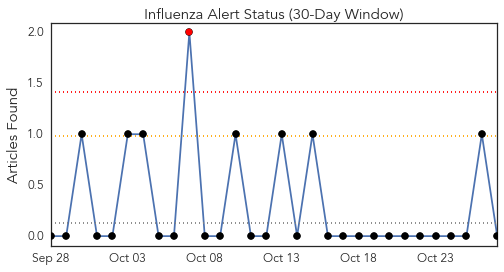 Influenza Alert Status (30-Day Window)
Articles Found
2.0
1.5
1.0
0.5
0.0
Sep 28 Oct 03 Oct 08 Oct 13 Oct 18 Oct 23